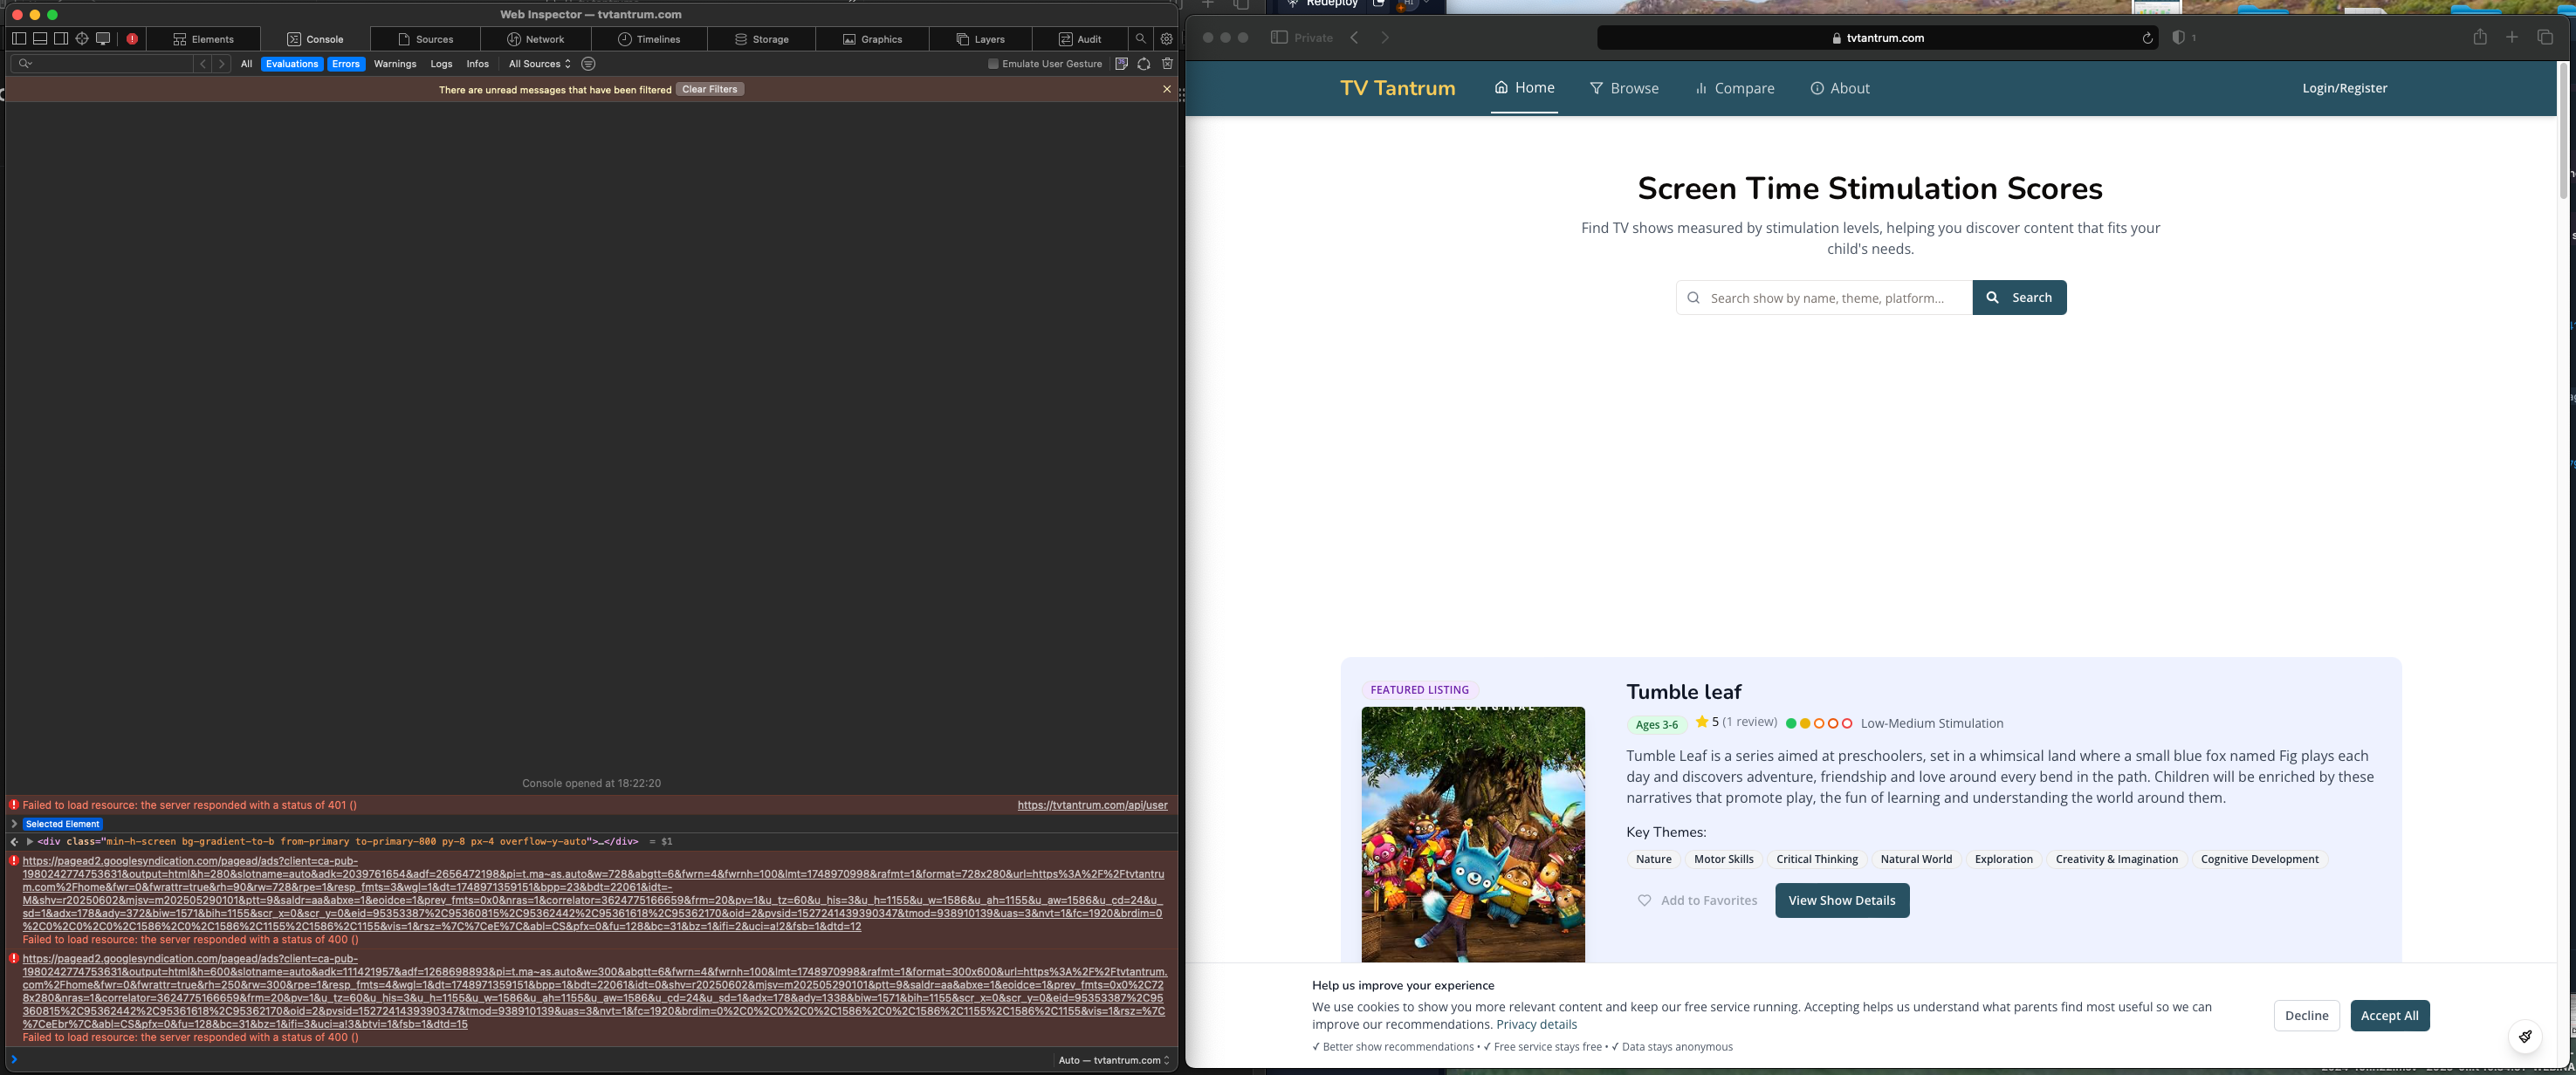 Web Inspector — tvtantrum.com
Elements
Console
Sources
Network
Timelines
Storage
Graphics
Layers
Audit
All
Evaluations
Errors
Warnings
Logs
Infos
All Sources
Emulate User Gesture
There are unread messages that have been filtered
Clear Filters
Console opened at 18:22:20
Failed to load resource: the server responded with a status of 401 ()
https://tvtantrum.com/api/user
Selected Element
<div class="min-h-screen bg-gradient-to-b from-primary to-primary-800 py-8 px-4 overflow-y-auto">…</div> = $1
https://pagead2.googlesyndication.com/pagead/ads?client=ca-pub-
1980242774753631&output=html&h=280&slotname=auto&adk=2039761654&adf=2656472198&pi=t.ma~as.auto&w=728&abgtt=6&fwrn=4&fwrnh=100&lmt=1748970998&rafmt=1&format=728x280&url=https%3A%2F%2Ftvtantru
m.com%2Fhome&fwr=0&fwrattr=true&rh=90&rw=728&rpe=1&resp_fmts=3&wgl=1&dt=1748971359151&bpp=23&bdt=22061&idt=-
M&shv=r20250602&mjsv=m202505290101&ptt=9&saldr=aa&abxe=1&eoidce=1&prev_fmts=0x0&nras=1&correlator=3624775166659&frm=20&pv=1&u_tz=60&u_his=3&u_h=1155&u_w=1586&u_ah=1155&u_aw=1586&u_cd=24&u_
sd=1&adx=178&ady=372&biw=1571&bih=1155&scr_x=0&scr_y=0&eid=95353387%2C95360815%2C95362442%2C95361618%2C95362170&oid=2&pvsid=1527241439390347&tmod=938910139&uas=3&nvt=1&fc=1920&brdim=0
%2C0%2C0%2C0%2C1586%2C0%2C1586%2C1155%2C1586%2C1155&vis=1&rsz=%7C%7CeE%7C&abl=CS&pfx=0&fu=128&bc=31&bz=1&ifi=2&uci=a!2&fsb=1&dtd=12
Failed to load resource: the server responded with a status of 400 ()
https://pagead2.googlesyndication.com/pagead/ads?client=ca-pub-
1980242774753631&output=html&h=600&slotname=auto&adk=111421957&adf=1268698893&pi=t.ma~as.auto&w=300&abgtt=6&fwrn=4&fwrnh=100&lmt=1748970998&rafmt=1&format=300x600&url=https%3A%2F%2Ftvtantrum.
com%2Fhome&fwr=0&fwrattr=true&rh=250&rw=300&rpe=1&resp_fmts=4&wgl=1&dt=1748971359151&bpp=1&bdt=22061&idt=0&shv=r20250602&mjsv=m202505290101&ptt=9&saldr=aa&abxe=1&eoidce=1&prev_fmts=0x0%2C72
8x280&nras=1&correlator=3624775166659&frm=20&pv=1&u_tz=60&u_his=3&u_h=1155&u_w=1586&u_ah=1155&u_aw=1586&u_cd=24&u_sd=1&adx=178&ady=1338&biw=1571&bih=1155&scr_x=0&scr_y=0&eid=95353387%2C95
360815%2C95362442%2C95361618%2C95362170&oid=2&pvsid=1527241439390347&tmod=938910139&uas=3&nvt=1&fc=1920&brdim=0%2C0%2C0%2C0%2C1586%2C0%2C1586%2C1155%2C1586%2C1155&vis=1&rsz=%7C
%7CeEbr%7C&abl=CS&pfx=0&fu=128&bc=31&bz=1&ifi=3&uci=a!3&btvi=1&fsb=1&dtd=15
Failed to load resource: the server responded with a status of 400 ()
Auto — tvtantrum.com
Redeploy
Private
tvtantrum.com
1
TV Tantrum
Home
Browse
Compare
About
Login/Register
Screen Time Stimulation Scores
Find TV shows measured by stimulation levels, helping you discover content that fits your
child's needs.
Search show by name, theme, platform...
Search
FEATURED LISTING
PRIME ORIGINAL
Tumble leaf
Ages 3-6
5 (1 review)
Low-Medium Stimulation
Tumble Leaf is a series aimed at preschoolers, set in a whimsical land where a small blue fox named Fig plays each
day and discovers adventure, friendship and love around every bend in the path. Children will be enriched by these
narratives that promote play, the fun of learning and understanding the world around them.
Key Themes:
Nature
Motor Skills
Critical Thinking
Natural World
Exploration
Creativity & Imagination
Cognitive Development
Add to Favorites
View Show Details
Help us improve your experience
We use cookies to show you more relevant content and keep our free service running. Accepting helps us understand what parents find most useful so we can
improve our recommendations. Privacy details
✓ Better show recommendations • ✓ Free service stays free • ✓ Data stays anonymous
Decline
Accept All